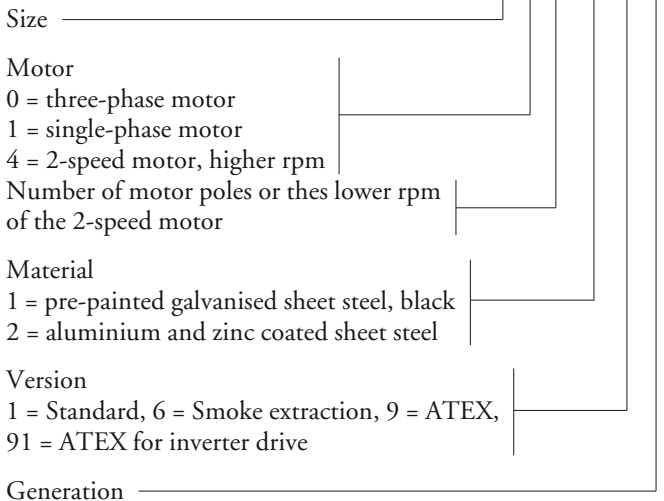 Size
Motor
0 = three-phase motor
1 = single-phase motor
4 = 2-speed motor, higher rpm
Number of motor poles or thes lower rpm
of the 2-speed motor
Material
1 = pre-painted galvanised sheet steel, black
2 = aluminium and zinc coated sheet steel
Version
1 = Standard, 6 = Smoke extraction, 9 = ATEX,
91 = ATEX for inverter drive
Generation